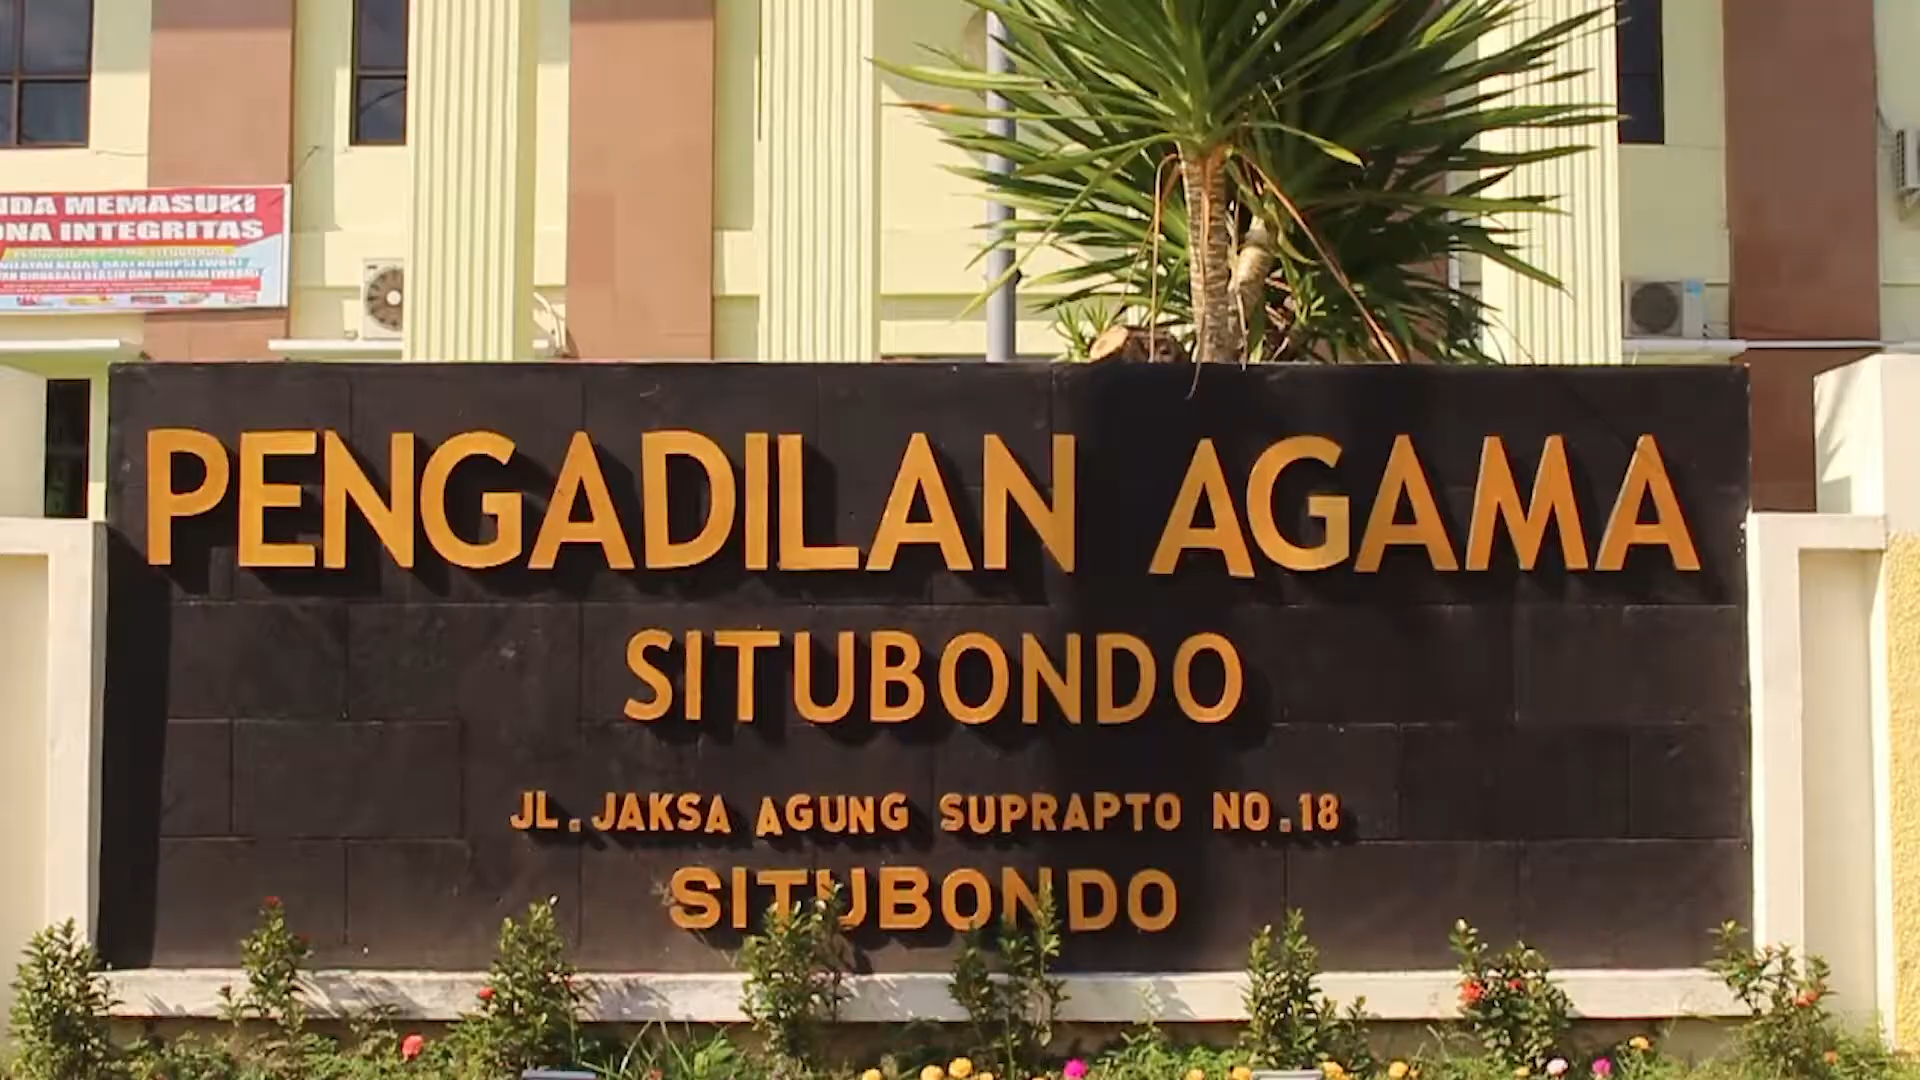 NDA MEMASUKI
ONA INTEGRITAS
PENGADILAN AGAMA
SITUBONDO
JL. JAKSA AGUNG SUPRAPTO NO.18
SITUBONDO